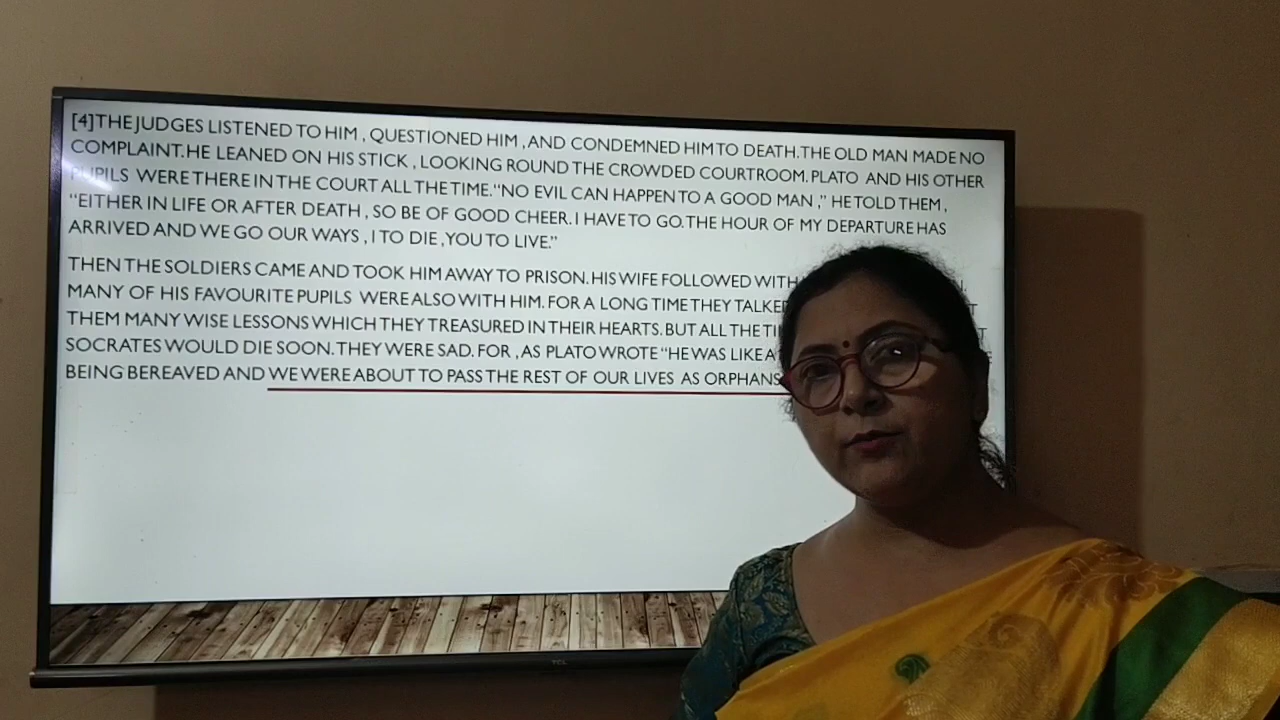 [4]THE JUDGES LISTENED TO HIM , QUESTIONED HIM , AND CONDEMNED HIM TO DEATH.THE OLD MAN MADE NO
COMPLAINT.HE LEANED ON HIS STICK , LOOKING ROUND THE CROWDED COURTROOM. PLATO AND HIS OTHER
PUPILS WERE THERE IN THE COURT ALL THE TIME."NO EVIL CAN HAPPEN TO A GOOD MAN ," HE TOLD THEM ,
"EITHER IN LIFE OR AFTER DEATH , SO BE OF GOOD CHEER. I HAVE TO GO.THE HOUR OF MY DEPARTURE HAS
ARRIVED AND WE GO OUR WAYS , I TO DIE ,YOU TO LIVE."
THEN THE SOLDIERS CAME AND TOOK HIM AWAY TO PRISON. HIS WIFE FOLLOWED WITH
MANY OF HIS FAVOURITE PUPILS WERE ALSO WITH HIM. FOR A LONG TIME THEY TALKED
THEM MANY WISE LESSONS WHICH THEY TREASURED IN THEIR HEARTS. BUT ALL THE
SOCRATES WOULD DIE SOON. THEY WERE SAD. FOR , AS PLATO WROTE "HE WAS LIKE A
BEING BEREAVED AND WE WERE ABOUT TO PASS THE REST OF OUR LIVES AS ORPHANS
TCL